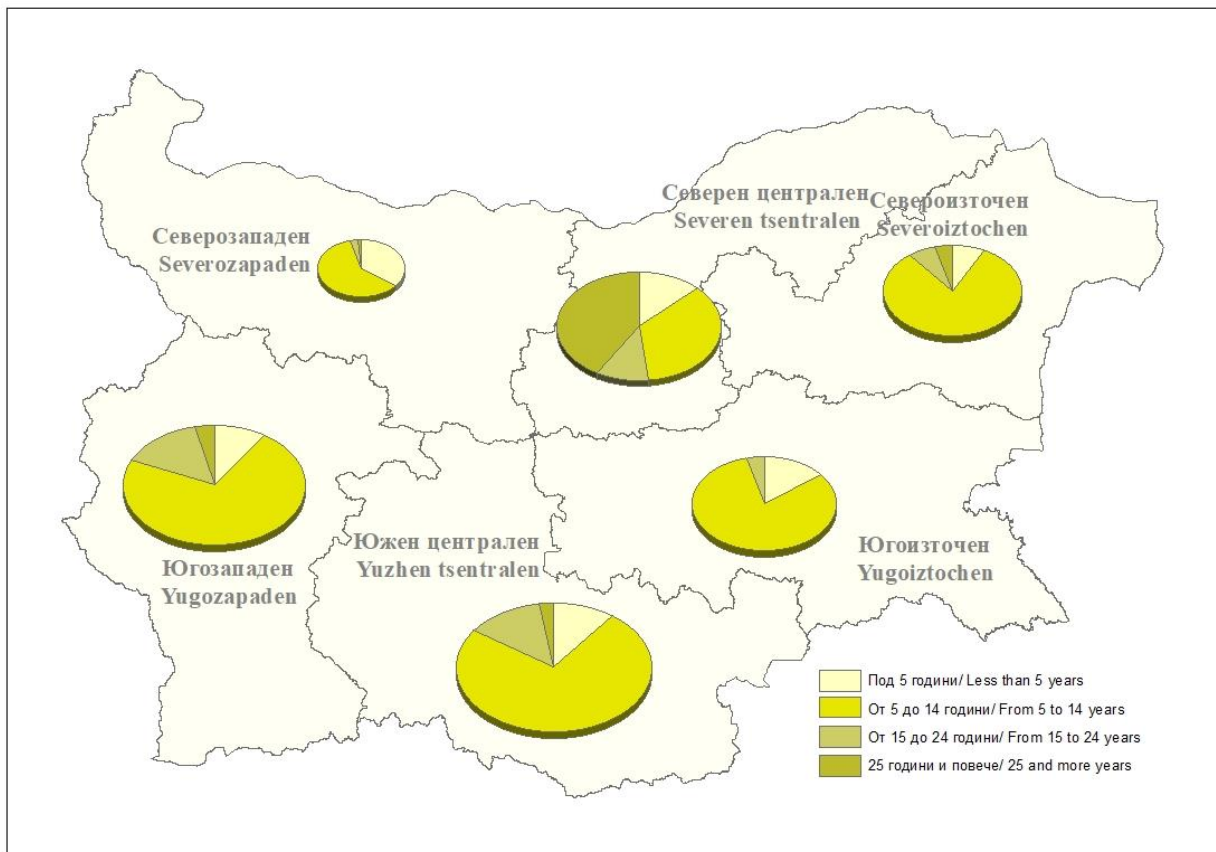 Северен централен
Severen tsentralen
Североизточен
Severoiztochen
Северозападен
Severozapaden
Югозападен
Yugozapaden
Южен централен
Yuzhen tsentralen
Югоизточен
Yugoiztochen
Под 5 години/ Less than 5 years
От 5 до 14 години/ From 5 to 14 years
От 15 до 24 години/ From 15 to 24 years
25 години и повече/ 25 and more years